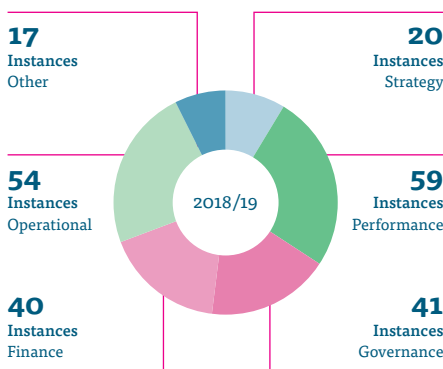 17
Instances
Other
20
Instances
Strategy
54
Instances
Operational
2018/19
59
Instances
Performance
40
Instances
Finance
41
Instances
Governance